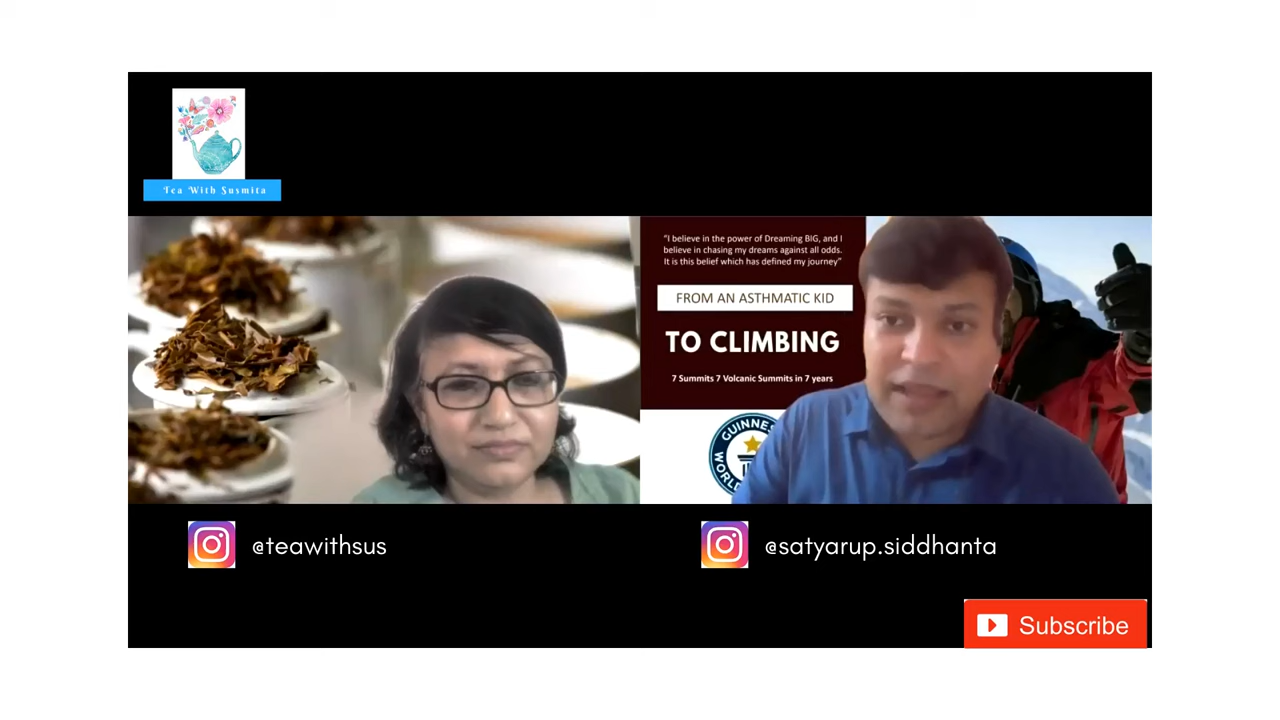 Tea With Susmita
"I believe in the power of Dreaming BIG, and I
believe in chasing my dreams against all odds.
It is this belief which has defined my journey"
FROM AN ASTHMATIC KID
TO CLIMBING
7 Summits 7 Volcanic Summits in 7 years
GUINNE
WORLD
@teawithsus
@satyarup.siddhanta
Subscribe